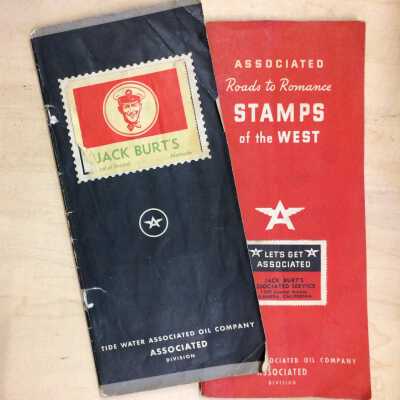 JACK BURT'S
TIDE WATER ASSOCIATED OIL COMPANY
ASSOCIATED
DIVISION
ASSOCIATED
Roads to Romance
STAMPS
of the WEST
LET'S GET
ASSOCIATED
JACK BURT'S
ASSOCIATED SERVICE
CALIFORNIA
ASSOCIATED OIL COMPANY
ASSOCIATED
DIVISION